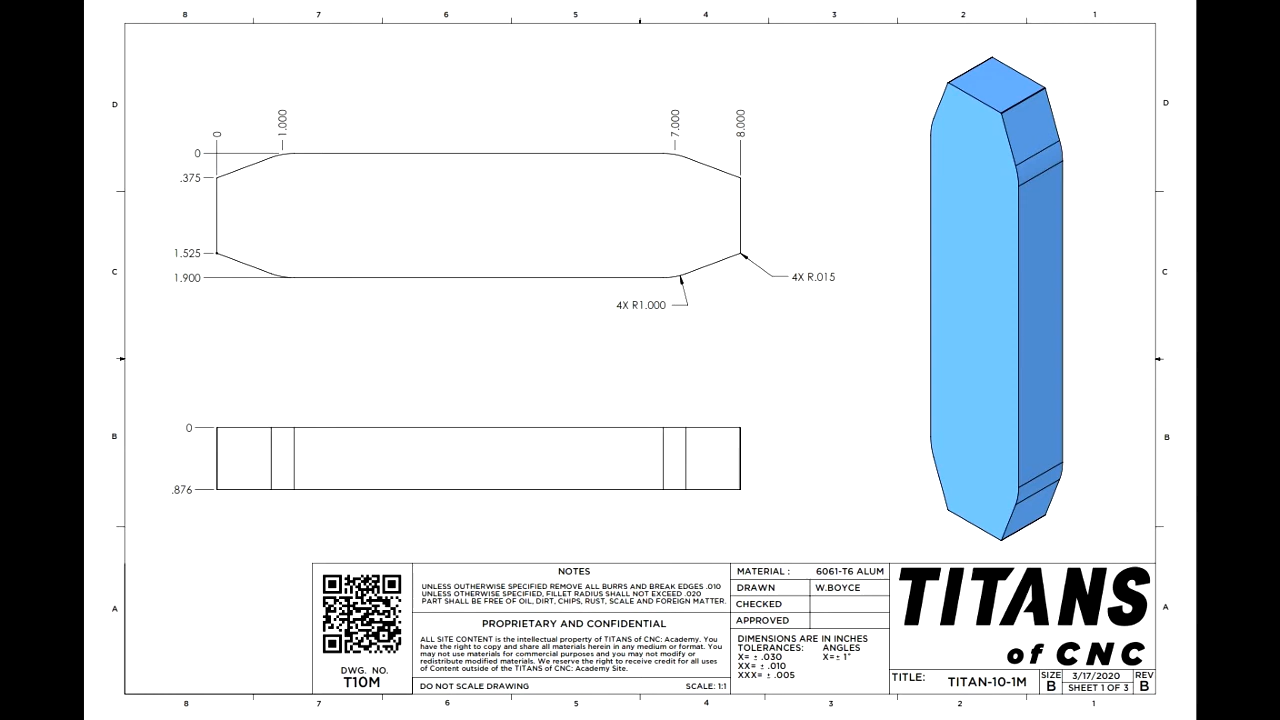 8 7 6 5 4 3 2 1
D
D
0
1.000
7.000
8.000
0
.375
1.525
1.900
C
C
4X R.015
4X R1.000
B
B
0
.876
A
A
DWG. NO.
T10M
NOTES
UNLESS OUTHERWISE SPECIFIED REMOVE ALL BURRS AND BREAK EDGES .010
UNLESS OTHERWISE SPECIFIED, FILLET RADIUS SHALL NOT EXCEED .020
PART SHALL BE FREE OF OIL, DIRT, CHIPS, RUST, SCALE AND FOREIGN MATTER.
PROPRIETARY AND CONFIDENTIAL
ALL SITE CONTENT is the intellectual property of TITANS of CNC: Academy. You
have the right to copy and share all materials herein in any medium or format. You
may not use materials for commercial purposes and you may not modify or
redistribute modified materials. We reserve the right to receive credit for all uses
of Content outside of the TITANS of CNC: Academy Site.
DO NOT SCALE DRAWING SCALE: 1:1
MATERIAL : 6061-T6 ALUM
DRAWN W.BOYCE
CHECKED
APPROVED
DIMENSIONS ARE IN INCHES
TOLERANCES: ANGLES
X= ± .030 X=± 1°
XX= ± .010
XXX= ± .005
TITANS
of CNC
TITLE: TITAN-10-1M
SIZE
B
3/17/2020
SHEET 1 OF 3
REV
B
8 7 6 5 4 3 2 1